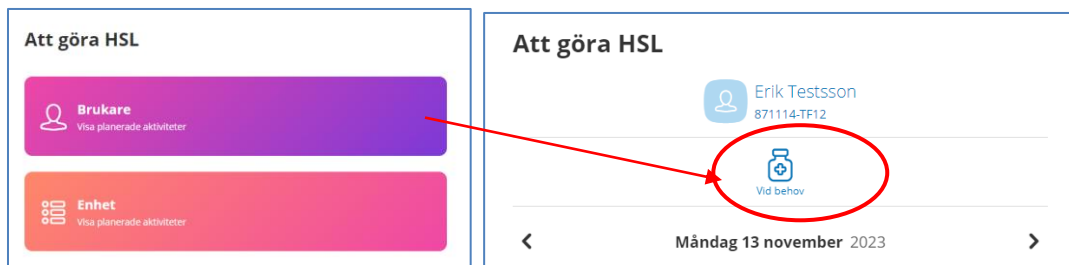 Att göra HSL
Brukare
Visa planerade aktiviteter
Enhet
Visa planerade aktiviteter
Att göra HSL
Erik Testsson
871114-TF12
Vid behov
Måndag 13 november 2023